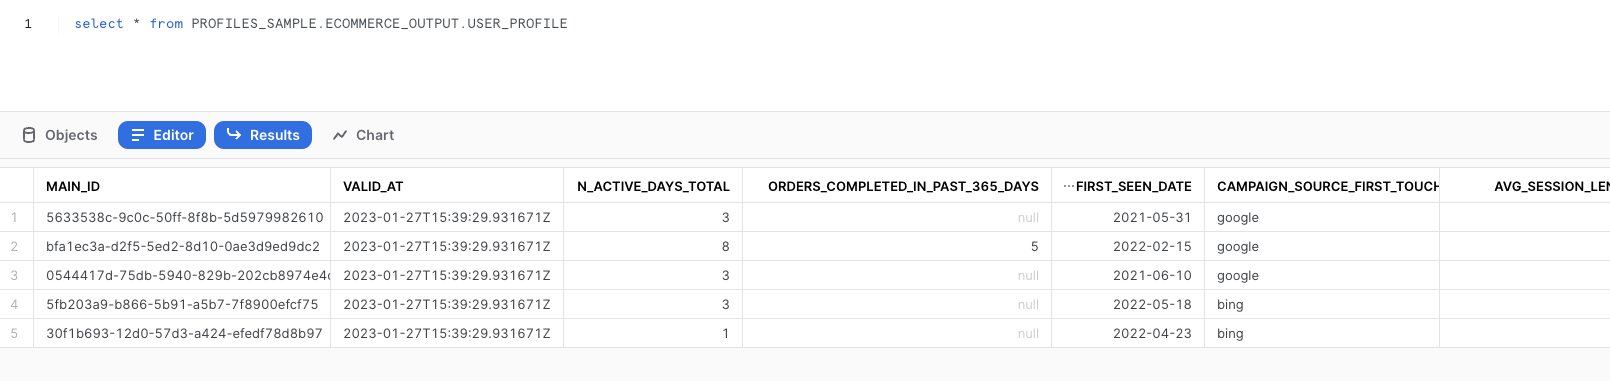 1 select * from PROFILES_SAMPLE.ECOMMERCE_OUTPUT.USER_PROFILE
Objects Editor Results Chart
MAIN_ID VALID_AT N_ACTIVE_DAYS_TOTAL ORDERS_COMPLETED_IN_PAST_365_DAYS ···FIRST_SEEN_DATE CAMPAIGN_SOURCE_FIRST_TOUCH AVG_SESSION_LEN
1 5633538c-9c0c-50ff-8f8b-5d5979982610 2023-01-27T15:39:29.931671Z 3 null 2021-05-31 google
2 bfa1ec3a-d2f5-5ed2-8d10-0ae3d9ed9dc2 2023-01-27T15:39:29.931671Z 8 5 2022-02-15 google
3 0544417d-75db-5940-829b-202cb8974e4 2023-01-27T15:39:29.931671Z 3 null 2021-06-10 google
4 5fb203a9-b866-5b91-a5b7-7f8900efcf75 2023-01-27T15:39:29.931671Z 3 null 2022-05-18 bing
5 30f1b693-12d0-57d3-a424-efedf78d8b97 2023-01-27T15:39:29.931671Z 1 null 2022-04-23 bing